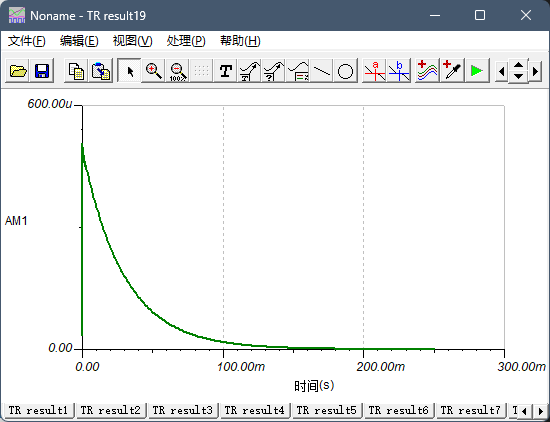 Noname - TR result19
文件(F) 编辑(E) 视图(V) 处理(P) 帮助(H)
100%
T
?
a
b
600.00u
AM1
0.00
0.00 100.00m 200.00m 300.00m
时间(s)
TR result1 TR result2 TR result3 TR result4 TR result5 TR result6 TR result7 T